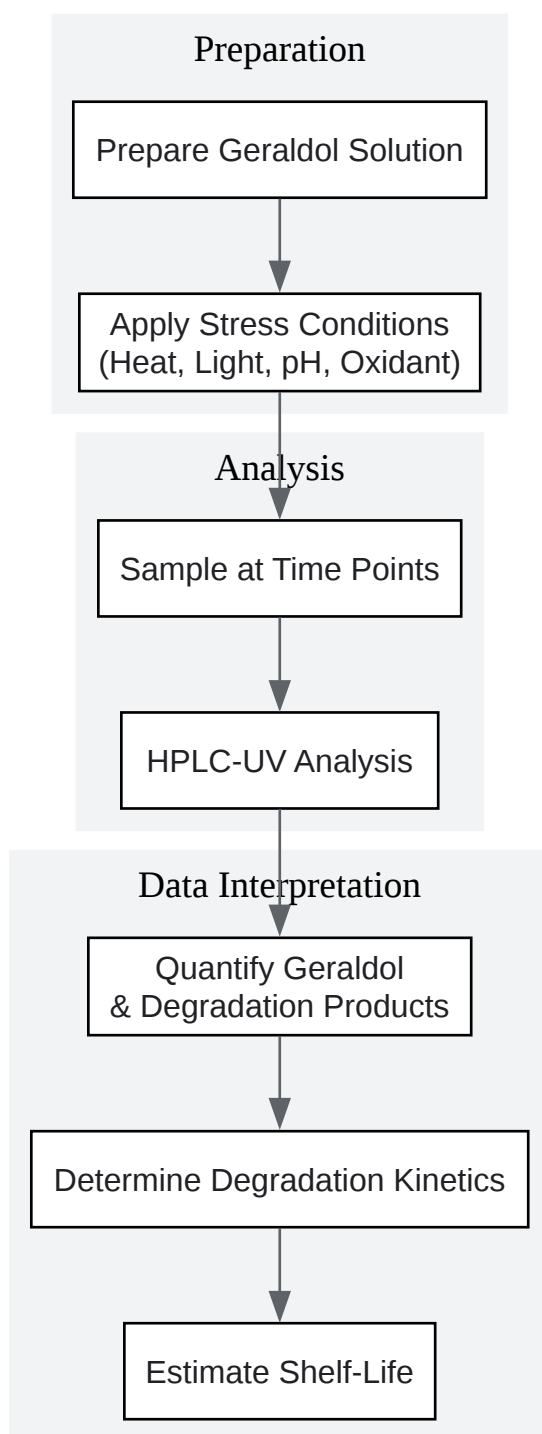 Preparation
Prepare Geraldol Solution
Apply Stress Conditions
(Heat, Light, pH, Oxidant)
Analysis
Sample at Time Points
HPLC-UV Analysis
Data Interpretation
Quantify Geraldol
& Degradation Products
Determine Degradation Kinetics
Estimate Shelf-Life